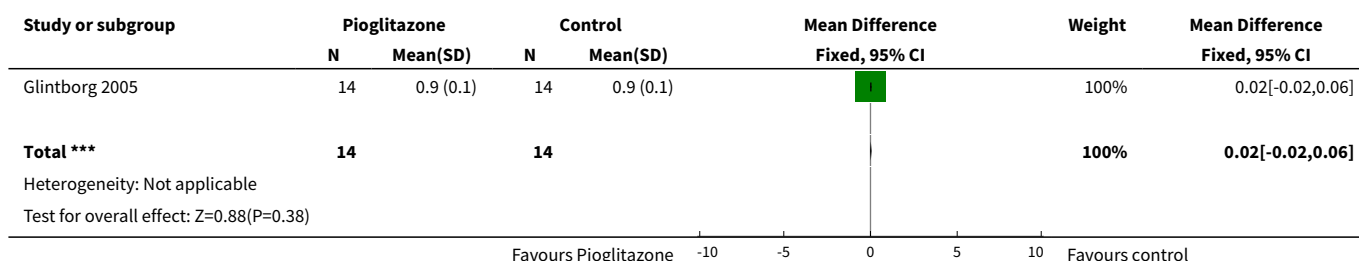 Study or subgroup Pioglitazone Control Mean Difference Weight Mean Difference
N Mean(SD) N Mean(SD) Fixed, 95% CI Fixed, 95% CI
Glintborg 2005 14 0.9 (0.1) 14 0.9 (0.1) 100% 0.02[-0.02,0.06]
Total *** 14 14 100% 0.02[-0.02,0.06]
Heterogeneity: Not applicable
Test for overall effect: Z=0.88(P=0.38)
Favours Pioglitazone -10 -5 0 5 10 Favours control